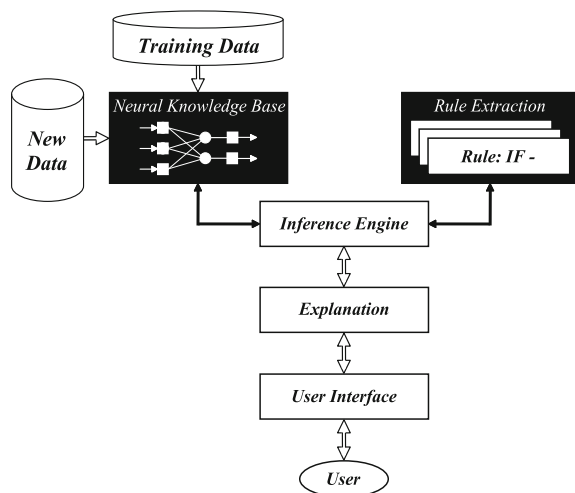 Training Data
New
Data
Neural Knowledge Base
Rule Extraction
Rule: IF -
Inference Engine
Explanation
User Interface
User